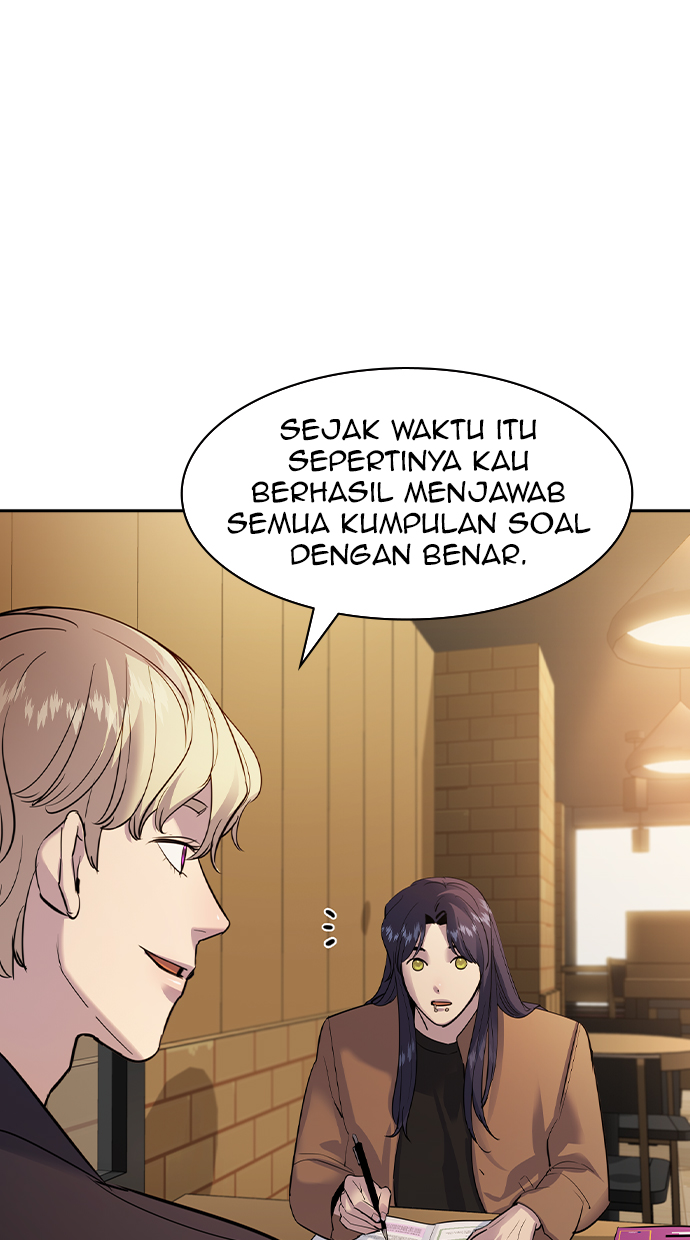 SEJAK WAKTU ITU
SEPERTINYA KAU
BERHASIL MENJAWAB
SEMUA KUMPULAN SOAL
DENGAN BENAR.